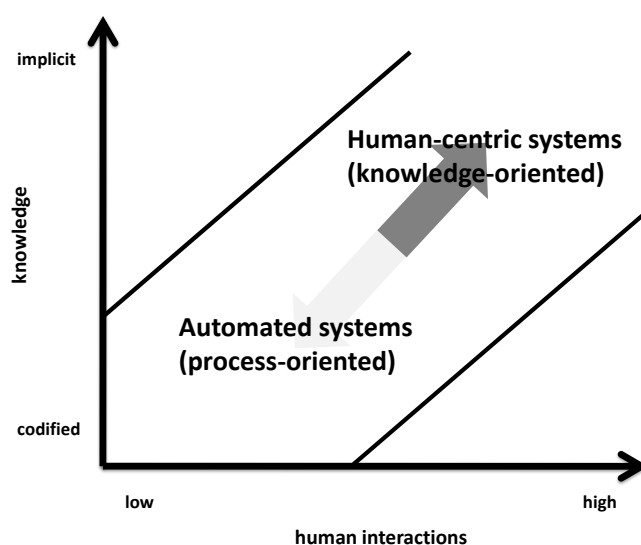 implicit
Human-centric systems
(knowledge-oriented)
knowledge
Automated systems
(process-oriented)
codified
low
high
human interactions